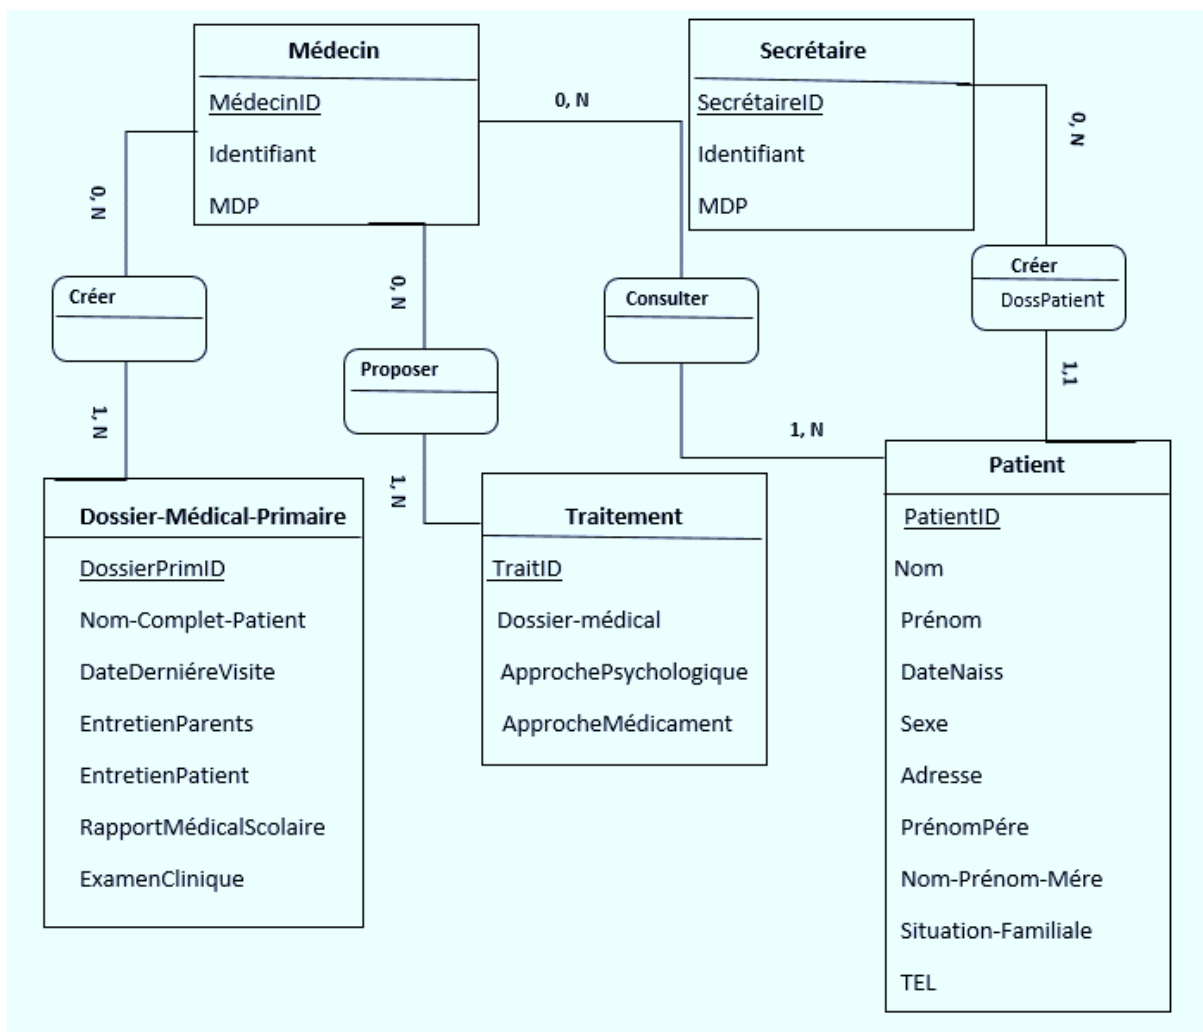 Médecin
MédecinID
Identifiant
MDP
Secrétaire
SecrétaireID
Identifiant
MDP
0, N
0, N
0, N
0, N
Créer
Proposer
Consulter
Créer
DossPatient
1, N
1, N
1, N
1,1
Dossier-Médical-Primaire
DossierPrimID
Nom-Complet-Patient
DateDerniéreVisite
EntretienParents
EntretienPatient
RapportMédicalScolaire
ExamenClinique
Traitement
TraitID
Dossier-médical
ApprochePsychologique
ApprocheMédicament
Patient
PatientID
Nom
Prénom
DateNaiss
Sexe
Adresse
PrénomPére
Nom-Prénom-Mére
Situation-Familiale
TEL